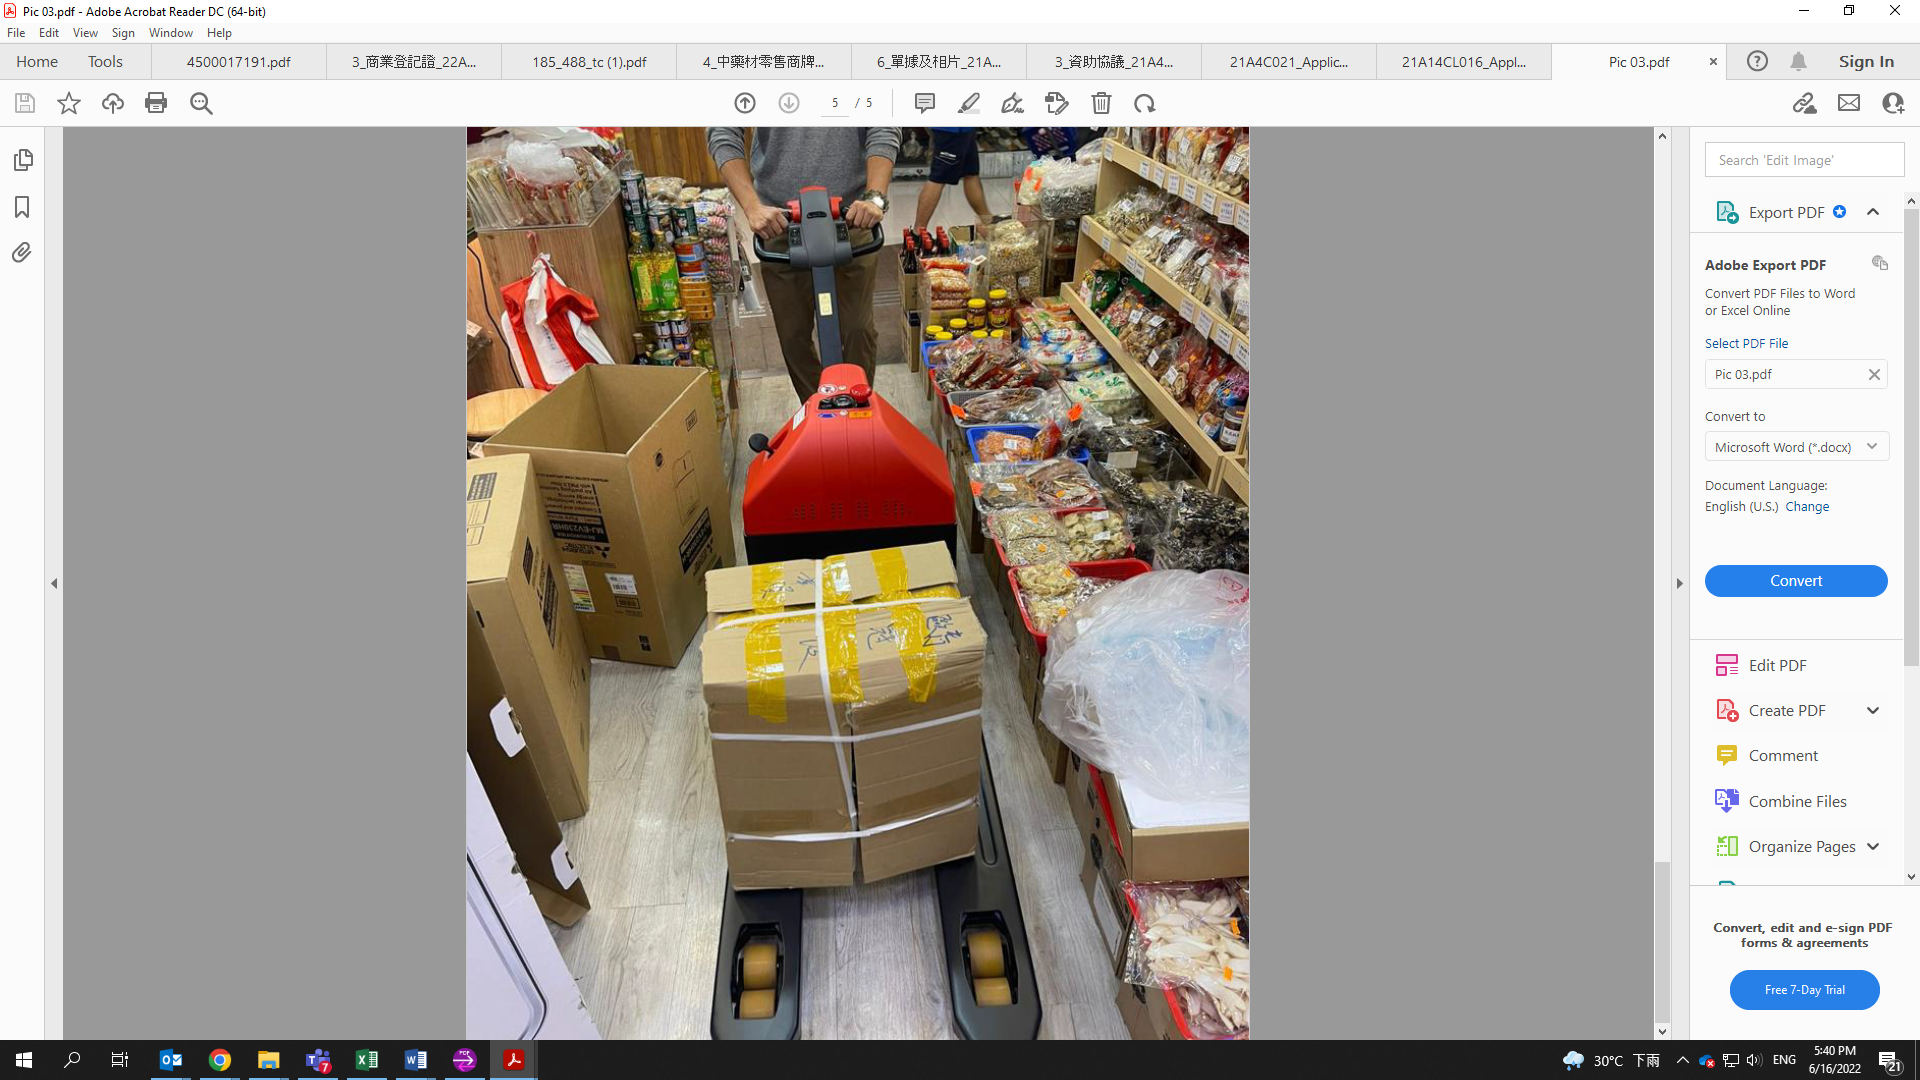 Pic 03.pdf - Adobe Acrobat Reader DC (64-bit)
File Edit View Sign Window Help
Home Tools 4500017191.pdf 3_商業登記證_22A... 185_488_tc (1).pdf 4_中藥材零售商牌... 6_單據及相片_21A... 3_資助協議_21A4... 21A4C021_Applic... 21A14CL016_Appl... Pic 03.pdf Sign In
5 / 5
Search 'Edit Image'
Export PDF
Adobe Export PDF
Convert PDF Files to Word
or Excel Online
Select PDF File
Pic 03.pdf
Convert to
Microsoft Word (*.docx)
Document Language:
English (U.S.) Change
Convert
Edit PDF
Create PDF
Comment
Combine Files
Organize Pages
Convert, edit and e-sign PDF
forms & agreements
Free 7-Day Trial
MJ-EV230HR
MITSUBISHI
ELECTRIC
7
30°C 下雨 ENG 5:40 PM
6/16/2022
21